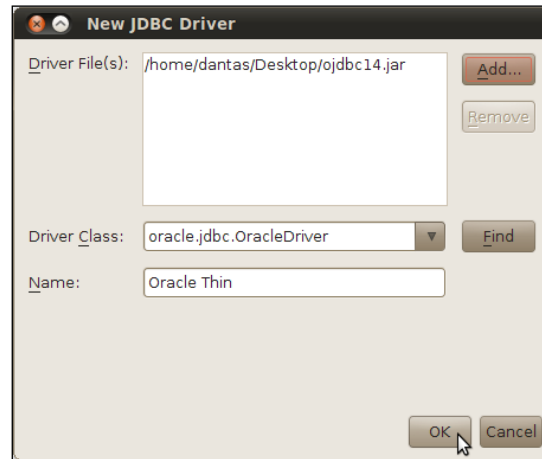 New JDBC Driver
Driver File(s): /home/dantas/Desktop/ojdbc14.jar Add...
Remove
Driver Class: oracle.jdbc.OracleDriver Find
Name: Oracle Thin
OK Cancel